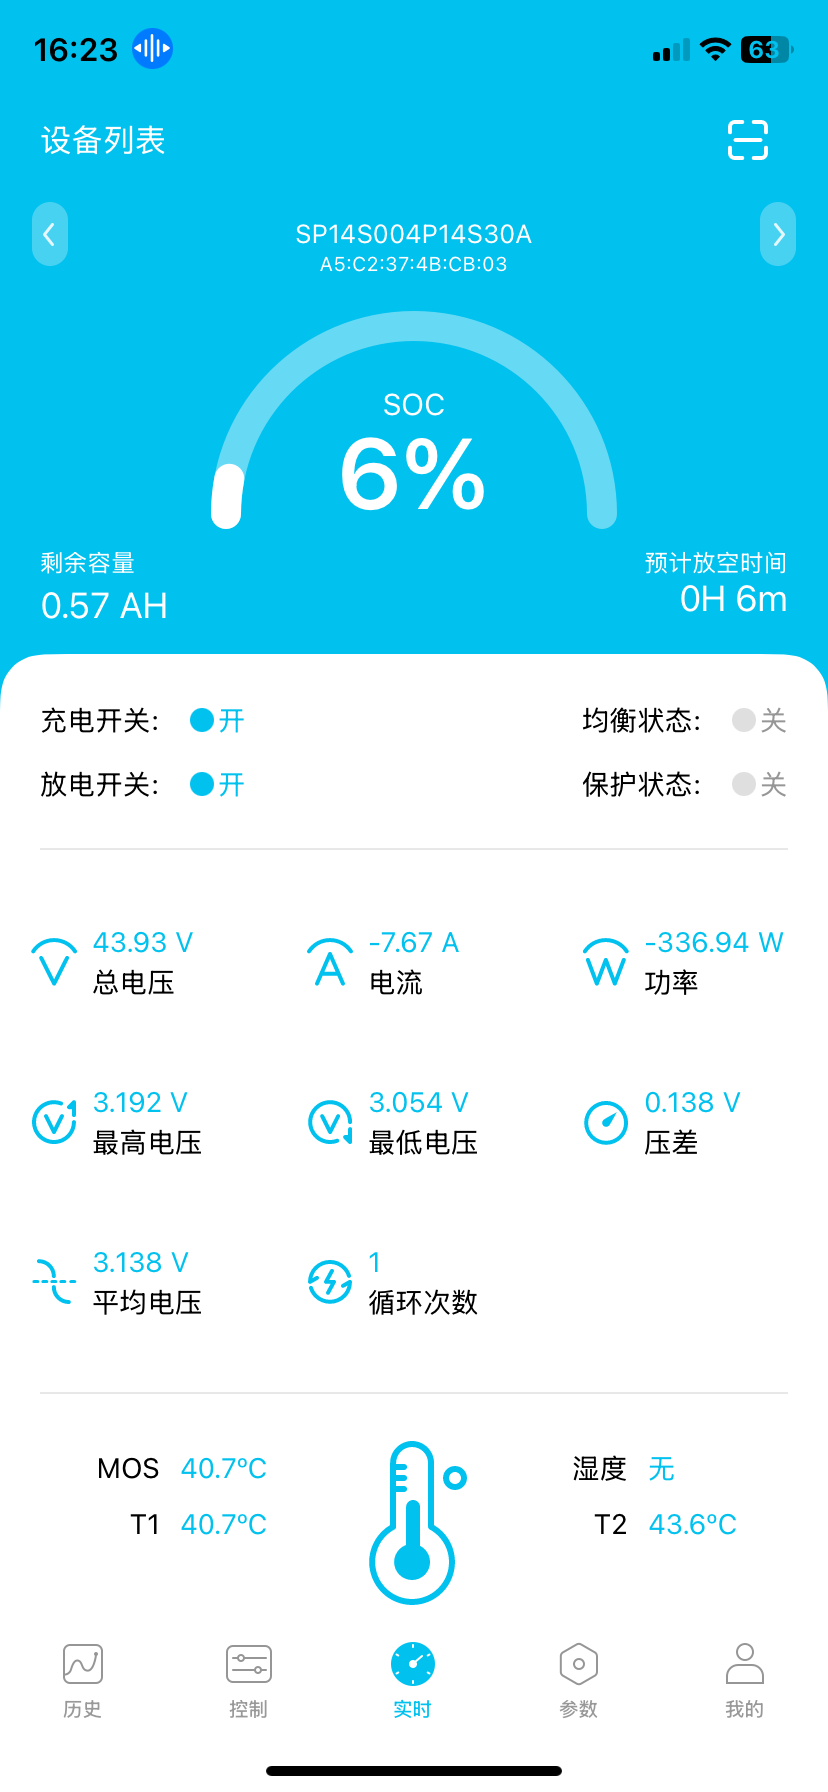 16:23
63
设备列表
SP14S004P14S30A
A5:C2:37:4B:CB:03
SOC
6%
剩余容量
预计放空时间
0.57 AH
0H 6m
充电开关: 开
均衡状态: 关
放电开关: 开
保护状态: 关
43.93 V
-7.67 A
-336.94 W
总电压
电流
功率
3.192 V
3.054 V
0.138 V
最高电压
最低电压
压差
3.138 V
1
平均电压
循环次数
MOS 40.7℃
湿度 无
T1 40.7℃
T2 43.6℃
历史
控制
实时
参数
我的